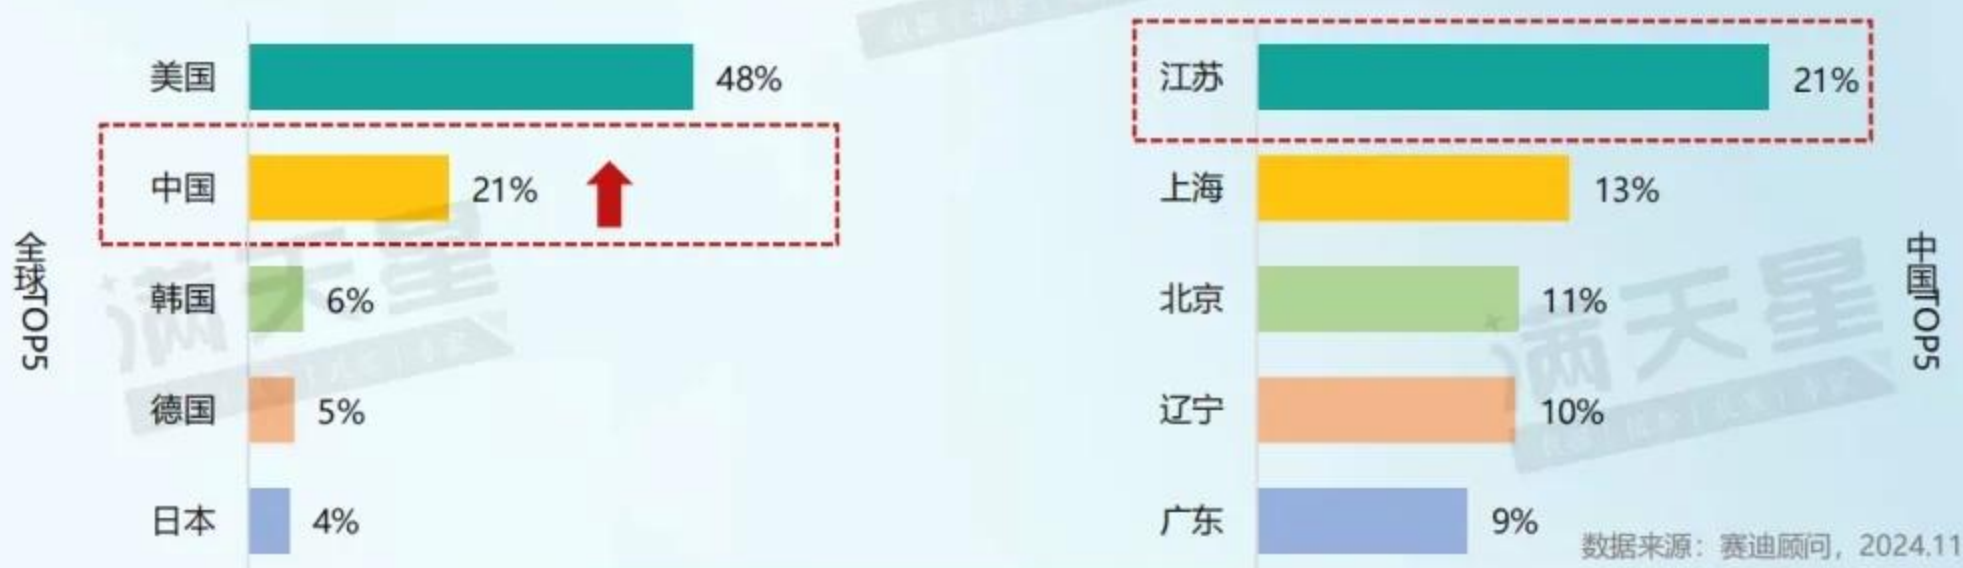 全球TOP5
美国 48%
中国 21%
韩国 6%
德国 5%
日本 4%
江苏 21%
上海 13%
北京 11%
辽宁 10%
广东 9%
中国TOP5
数据来源：赛迪顾问，2024.11
满天星
满天星